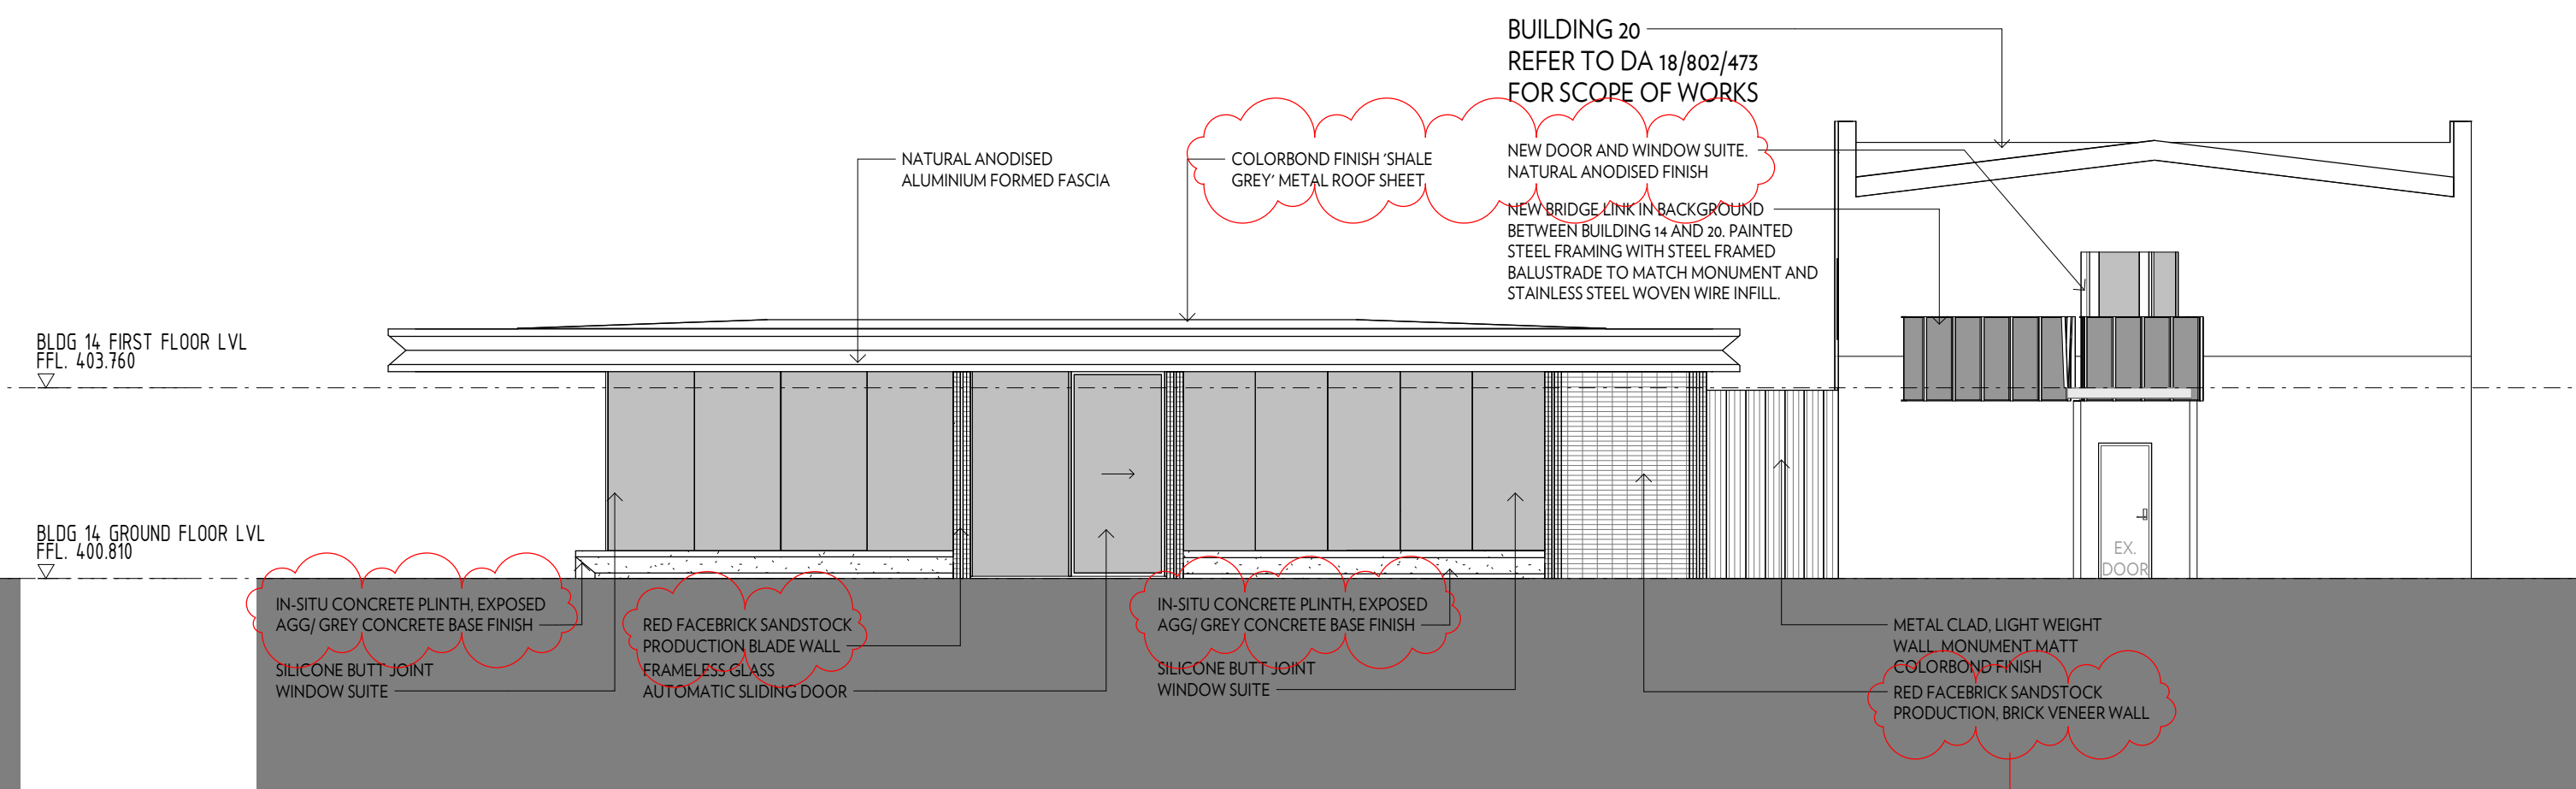 BUILDING 20
REFER TO DA 18/802/473
FOR SCOPE OF WORKS
NATURAL ANODISED
ALUMINIUM FORMED FASCIA
COLORBOND FINISH 'SHALE
GREY' METAL ROOF SHEET
NEW DOOR AND WINDOW SUITE.
NATURAL ANODISED FINISH
NEW BRIDGE LINK IN BACKGROUND
BETWEEN BUILDING 14 AND 20. PAINTED
STEEL FRAMING WITH STEEL FRAMED
BALUSTRADE TO MATCH MONUMENT AND
STAINLESS STEEL WOVEN WIRE INFILL.
BLDG 14 FIRST FLOOR LVL
FFL. 403.760
BLDG 14 GROUND FLOOR LVL
FFL. 400.810
EX.
DOOR
IN-SITU CONCRETE PLINTH, EXPOSED
AGG/ GREY CONCRETE BASE FINISH
SILICONE BUTT JOINT
WINDOW SUITE
RED FACEBRICK SANDSTOCK
PRODUCTION BLADE WALL
FRAMELESS GLASS
AUTOMATIC SLIDING DOOR
IN-SITU CONCRETE PLINTH, EXPOSED
AGG/ GREY CONCRETE BASE FINISH
SILICONE BUTT JOINT
WINDOW SUITE
METAL CLAD, LIGHT WEIGHT
WALL. MONUMENT MATT
COLORBOND FINISH
RED FACEBRICK SANDSTOCK
PRODUCTION, BRICK VENEER WALL